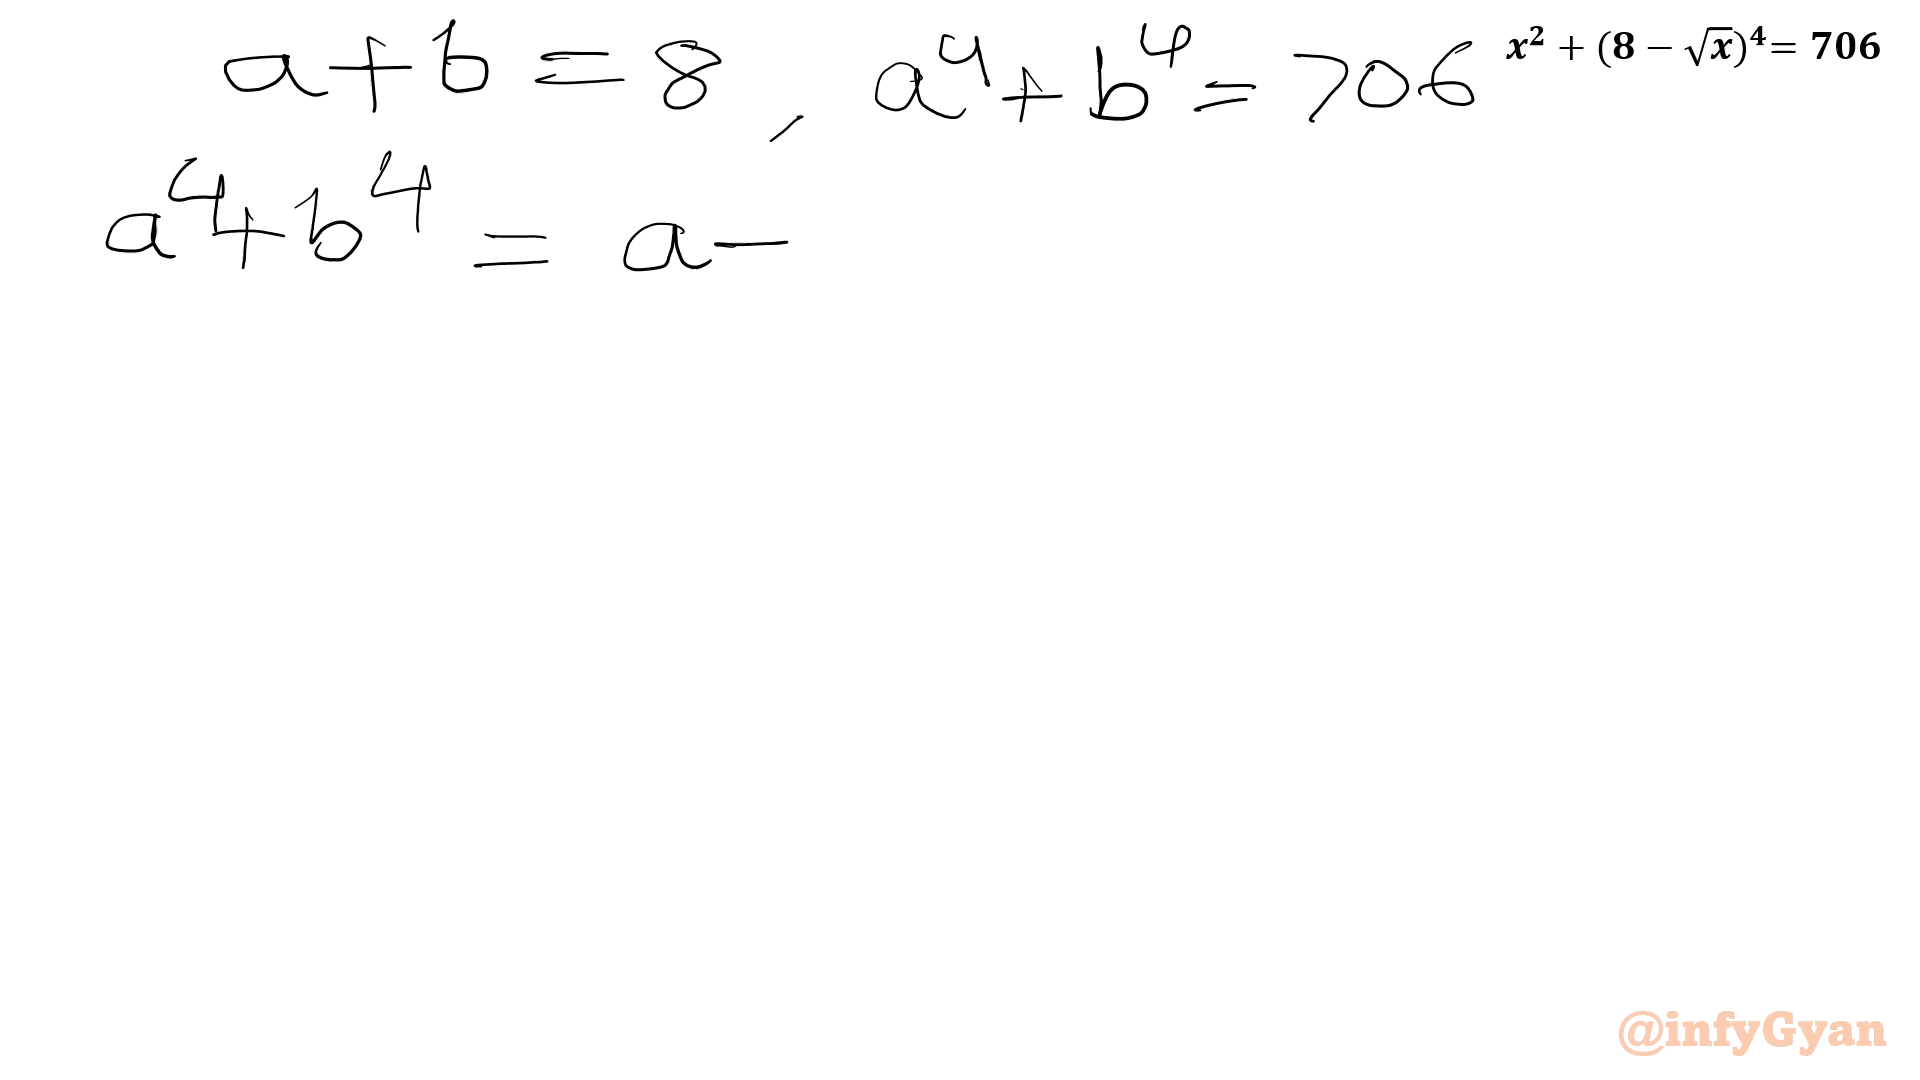 a+b=8, a⁴+b⁴=706
x² + (8 − √x)⁴= 706
a⁴+b⁴ = a−
@infyGyan